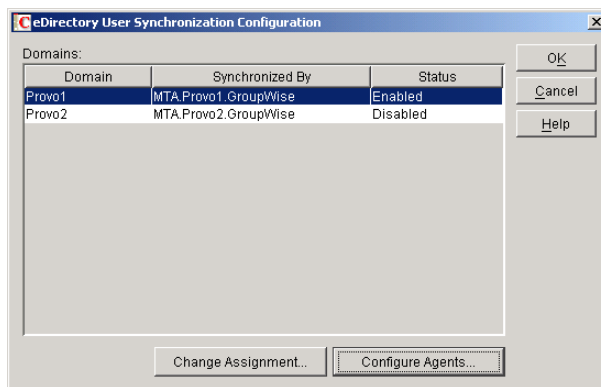 eDirectory User Synchronization Configuration
Domains:
Domain Synchronized By Status
Provo1 MTA.Provo1.GroupWise Enabled
Provo2 MTA.Provo2.GroupWise Disabled
OK
Cancel
Help
Change Assignment... Configure Agents...